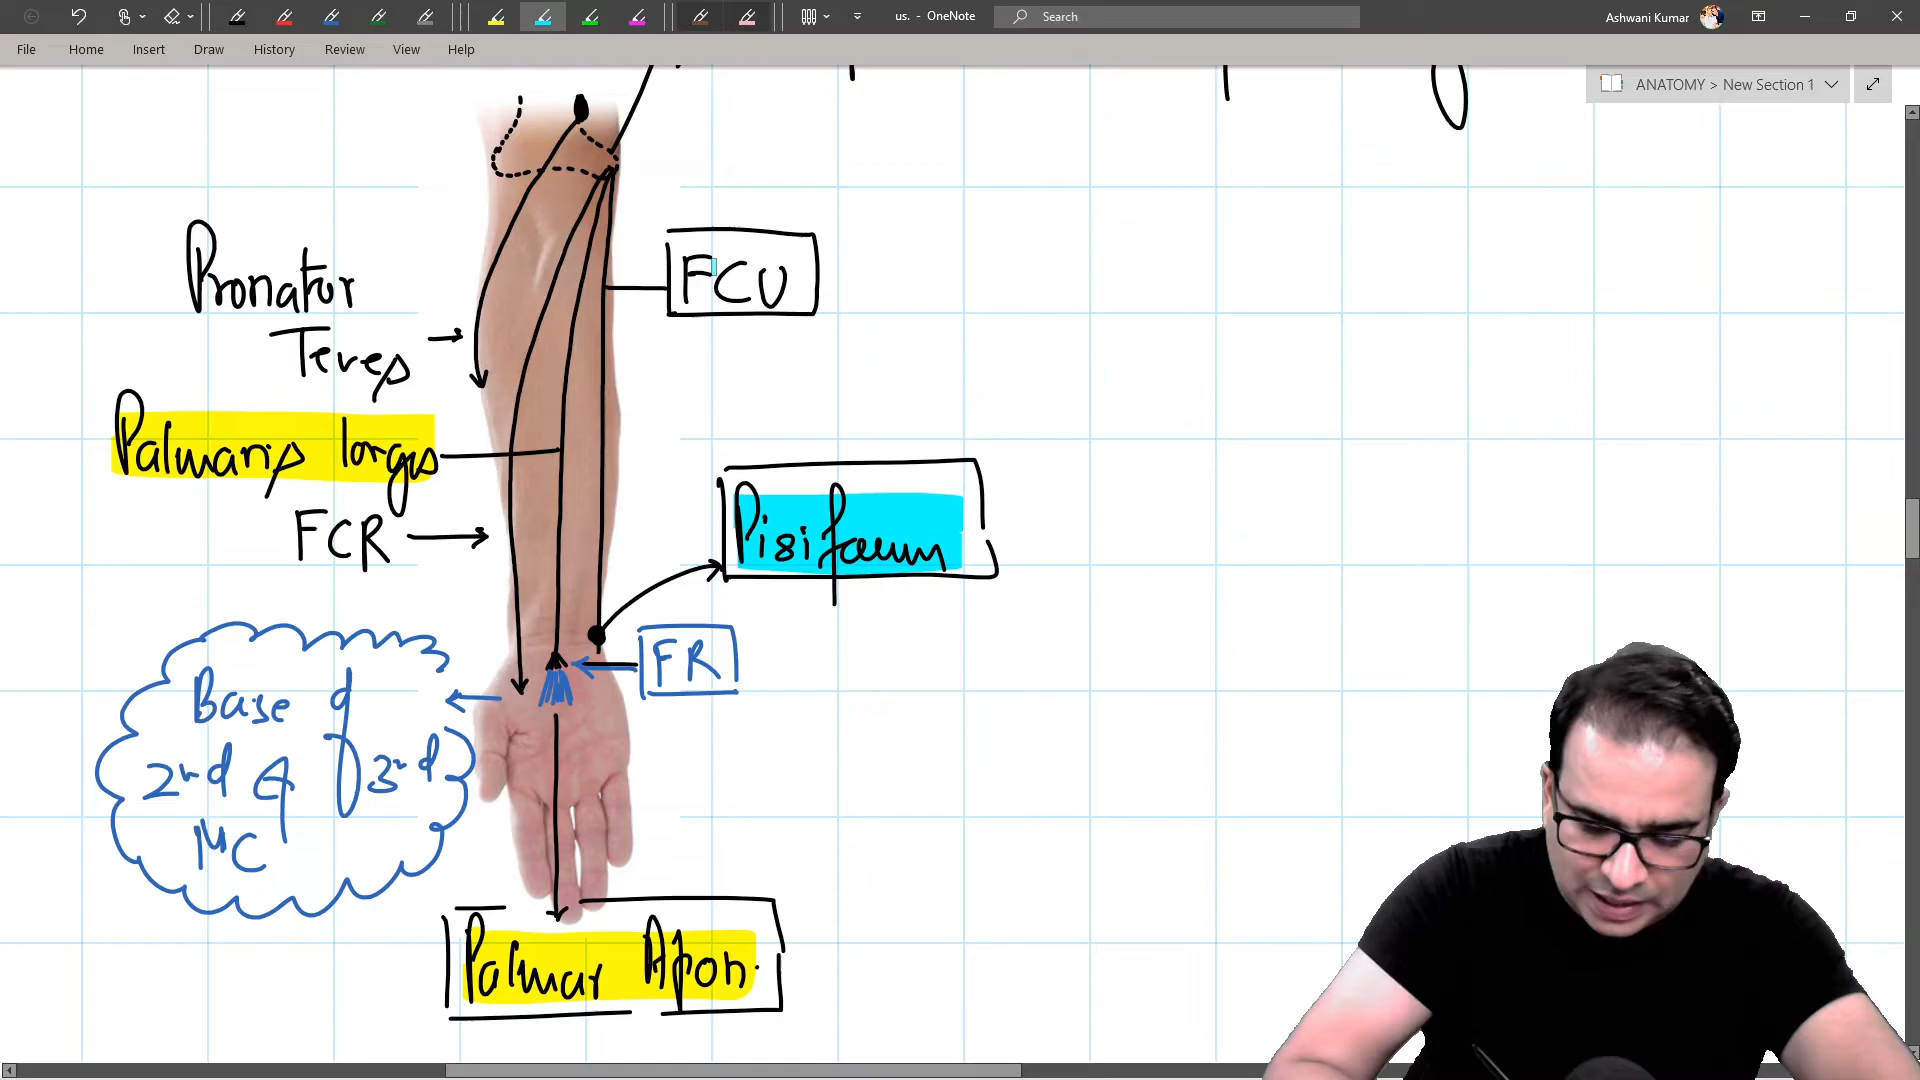 us. - OneNote
Search
Ashwani Kumar
File Home Insert Draw History Review View Help
ANATOMY > New Section 1
Pronator
Teres
FCU
Palmaris longus
FCR
Pisiform
FR
Base of
2nd & 3rd
MC
Palmar Apon.